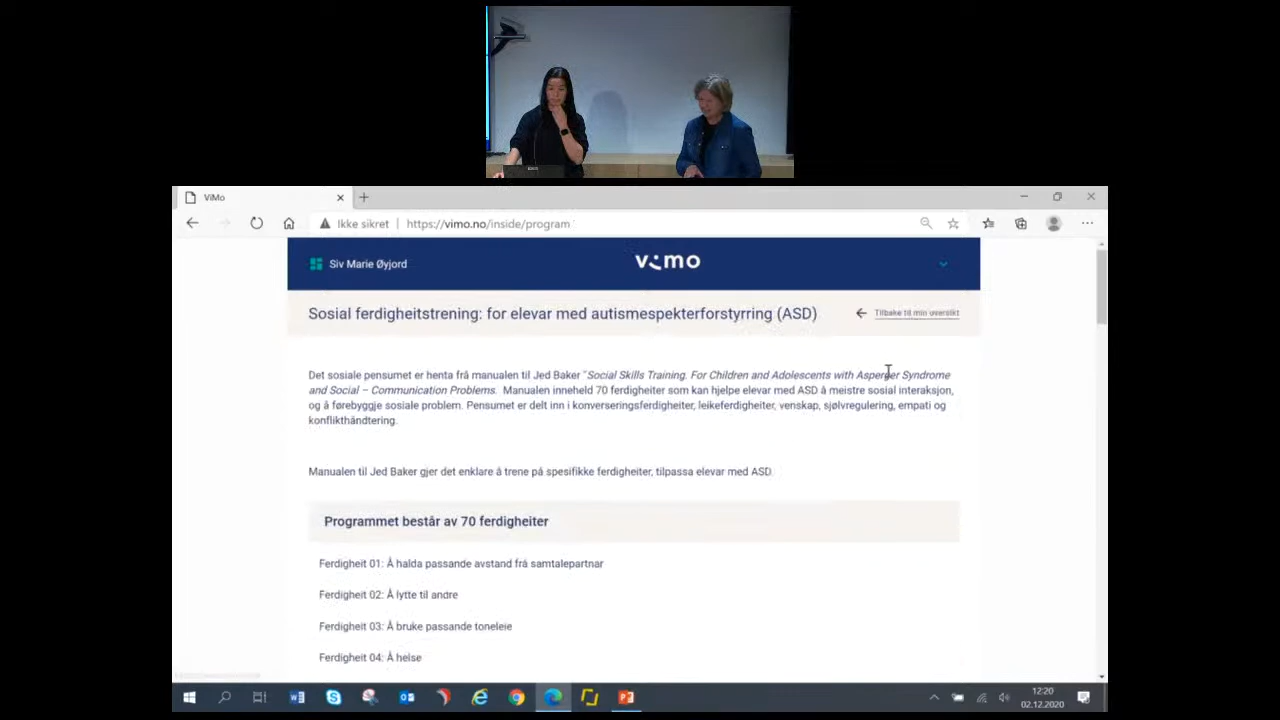 ViMo
Ikke sikret
https://vimo.no/inside/program
Siv Marie Øyjord
vimo
Sosial ferdigheitstrening: for elevar med autismespekterforstyrring (ASD)
Tilbake til min oversikt
Det sosiale pensumet er henta frå manualen til Jed Baker "Social Skills Training. For Children and Adolescents with Asperger Syndrome
and Social – Communication Problems. Manualen inneheld 70 ferdigheiter som kan hjelpe elevar med ASD å meistre sosial interaksjon,
og å førebyggje sosiale problem. Pensumet er delt inn i konverseringsferdigheiter, leikeferdigheiter, venskap, sjølvregulering, empati og
konflikthåndtering.
Manualen til Jed Baker gjer det enklare å trene på spesifikke ferdigheiter, tilpassa elevar med ASD.
Programmet består av 70 ferdigheiter
Ferdigheit 01: Å halda passande avstand frå samtalepartnar
Ferdigheit 02: Å lytte til andre
Ferdigheit 03: Å bruke passande toneleie
Ferdigheit 04: Å helse
12:20
02.12.2020